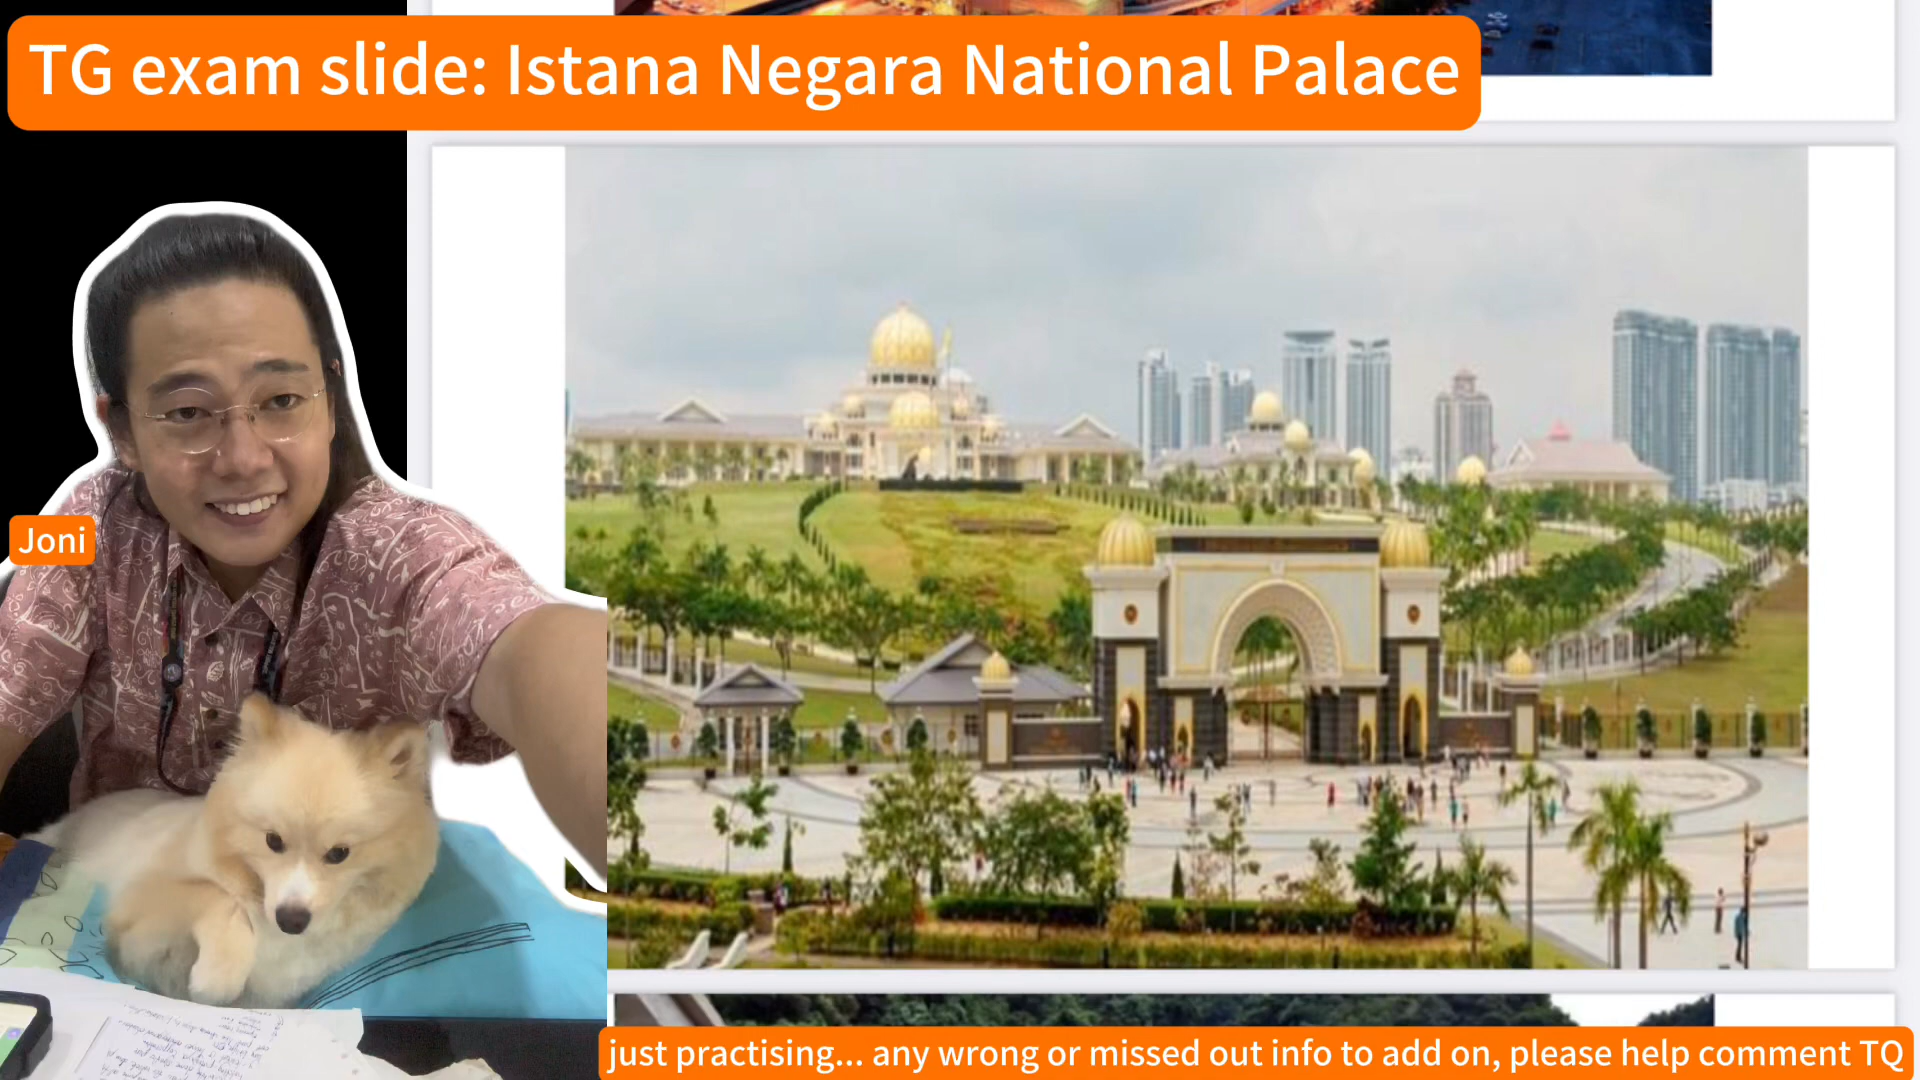 TG exam slide: Istana Negara National Palace
Joni
just practising... any wrong or missed out info to add on, please help comment TQ